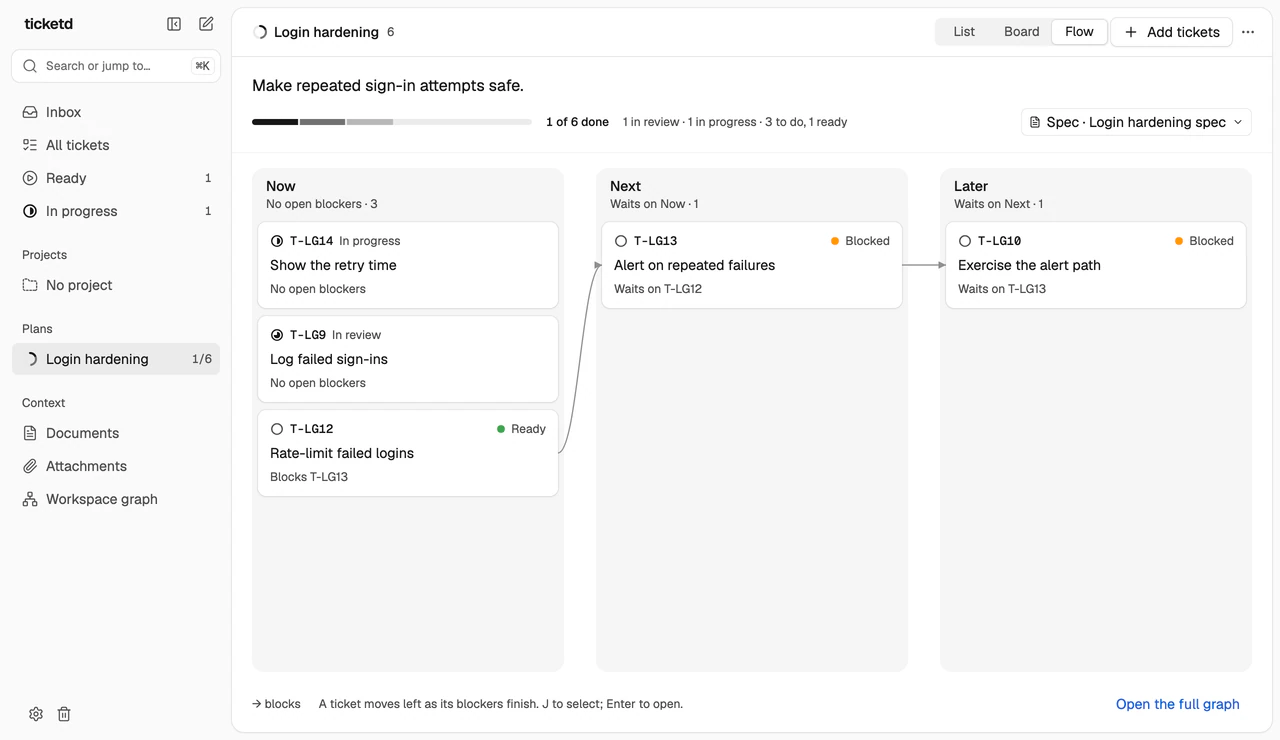 ticketd
Search or jump to… ⌘K
Inbox
All tickets
Ready 1
In progress 1
Projects
No project
Plans
Login hardening 1/6
Context
Documents
Attachments
Workspace graph
Login hardening 6
List Board Flow + Add tickets ···
Make repeated sign-in attempts safe.
1 of 6 done 1 in review · 1 in progress · 3 to do, 1 ready
Spec · Login hardening spec
Now
No open blockers · 3
T-LG14 In progress
Show the retry time
No open blockers
T-LG9 In review
Log failed sign-ins
No open blockers
T-LG12 Ready
Rate-limit failed logins
Blocks T-LG13
Next
Waits on Now · 1
T-LG13 Blocked
Alert on repeated failures
Waits on T-LG12
Later
Waits on Next · 1
T-LG10 Blocked
Exercise the alert path
Waits on T-LG13
→ blocks A ticket moves left as its blockers finish. J to select; Enter to open.
Open the full graph